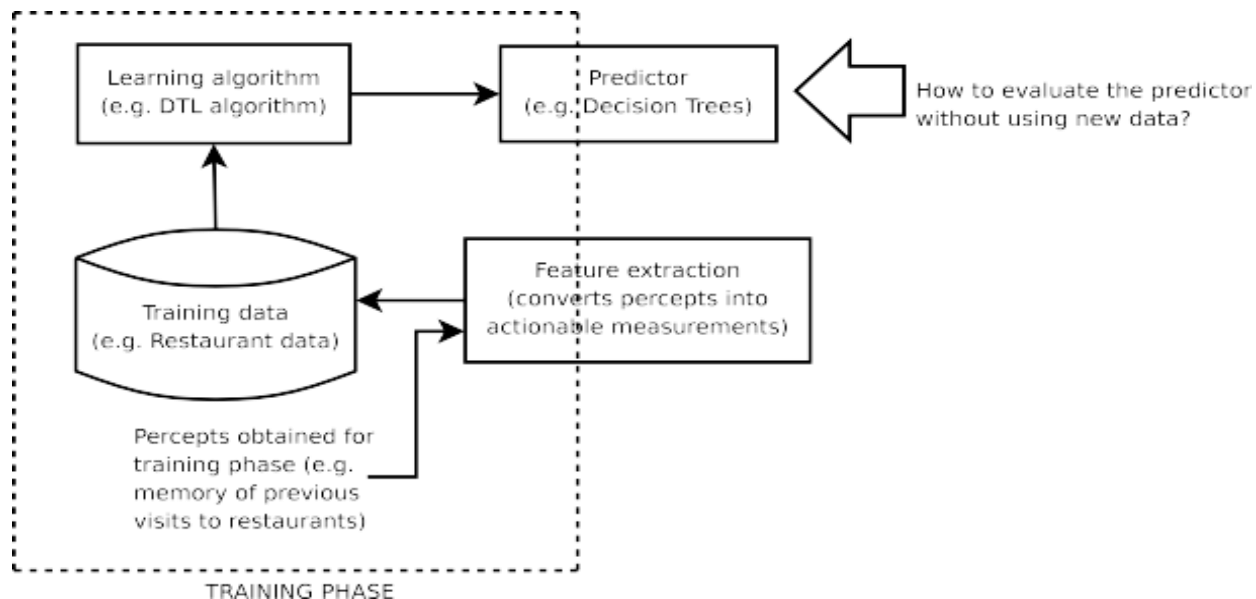 Learning algorithm
(e.g. DTL algorithm)
Predictor
(e.g. Decision Trees)
How to evaluate the predictor
without using new data?
Feature extraction
(converts percepts into
actionable measurements)
Training data
(e.g. Restaurant data)
Percepts obtained for
training phase (e.g.
memory of previous
visits to restaurants)
TRAINING PHASE